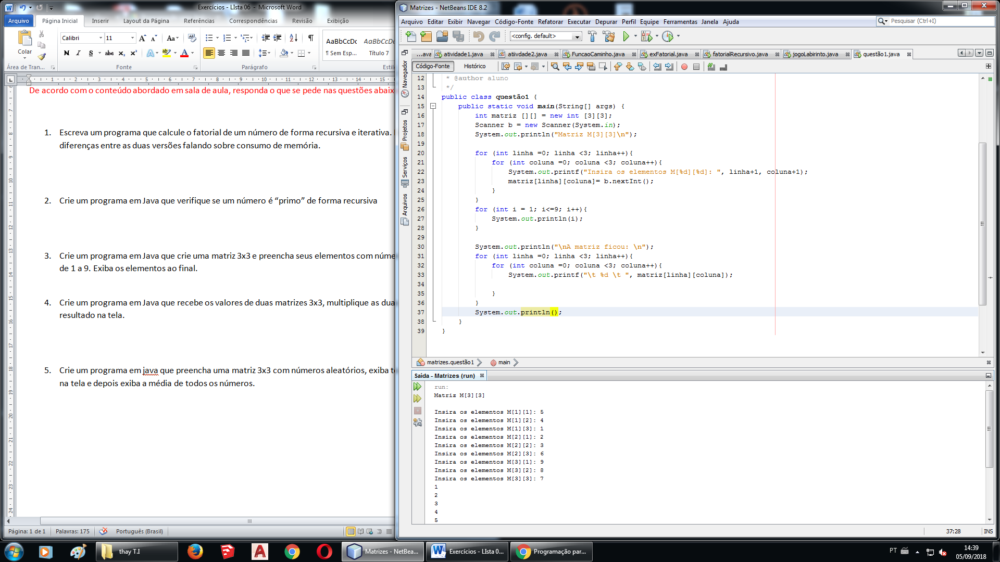 Exercícios - LIsta 06 - Microsoft Word
Arquivo Página Inicial Inserir Layout da Página Referências Correspondências Revisão Exibição
Calibri 11
Colar
AaBbCcDc AaBbCcDc
¶ Sem Esp... Título 7
Área de Tran... Fonte Parágrafo Estilo
De acordo com o conteúdo abordado em sala de aula, responda o que se pede nas questões abaix
1. Escreva um programa que calcule o fatorial de um número de forma recursiva e iterativa.
diferenças entre as duas versões falando sobre consumo de memória.
2. Crie um programa em Java que verifique se um número é “primo” de forma recursiva
3. Crie um programa em Java que crie uma matriz 3x3 e preencha seus elementos com núme
de 1 a 9. Exiba os elementos ao final.
4. Crie um programa em Java que recebe os valores de duas matrizes 3x3, multiplique as dua
resultado na tela.
5. Crie um programa em java que preencha uma matriz 3x3 com números aleatórios, exiba t
na tela e depois exiba a média de todos os números.
Página: 1 de 1 Palavras: 175 Português (Brasil)
Matrizes - NetBeans IDE 8.2
Arquivo Editar Exibir Navegar Código-Fonte Refatorar Executar Depurar Perfil Equipe Ferramentas Janela Ajuda
Pesquisar (Ctrl+I)
<config. default>
...ava atividade1.java atiivdade2.java FuncaoCaminho.java exFatorial.java fatorialRecursivo.java jogoLabirinto.java questão1.java
Código-Fonte Histórico
Navegador
Projetos
Serviços
Arquivos
12 * @author aluno
13 */
14 public class questão1 {
15 public static void main(String[] args) {
16 int matriz [][] = new int [3][3];
17 Scanner b = new Scanner(System.in);
18 System.out.println("Matriz M[3][3]\n");
19
20 for (int linha =0; linha <3; linha++){
21 for (int coluna =0; coluna <3; coluna++){
22 System.out.printf("Insira os elementos M[%d][%d]: ", linha+1, coluna+1);
23 matriz[linha][coluna]= b.nextInt();
24 }
25 }
26 for (int i = 1; i<=9; i++){
27 System.out.println(i);
28 }
29
30 System.out.println("\nA matriz ficou: \n");
31 for (int linha =0; linha <3; linha++){
32 for (int coluna =0; coluna <3; coluna++){
33 System.out.printf("\t %d \t ", matriz[linha][coluna]);
34
35 }
36 }
37 System.out.println();
38 }
39 }
matrizes.questão1 main
Saída - Matrizes (run)
run:
Matriz M[3][3]
Insira os elementos M[1][1]: 5
Insira os elementos M[1][2]: 4
Insira os elementos M[1][3]: 1
Insira os elementos M[2][1]: 2
Insira os elementos M[2][2]: 3
Insira os elementos M[2][3]: 6
Insira os elementos M[3][1]: 9
Insira os elementos M[3][2]: 8
Insira os elementos M[3][3]: 7
1
2
3
4
5
37:28 INS
thay T.I Matrizes - NetBea... Exercícios - LIsta 0... Programação par... PT 14:39
05/09/2018